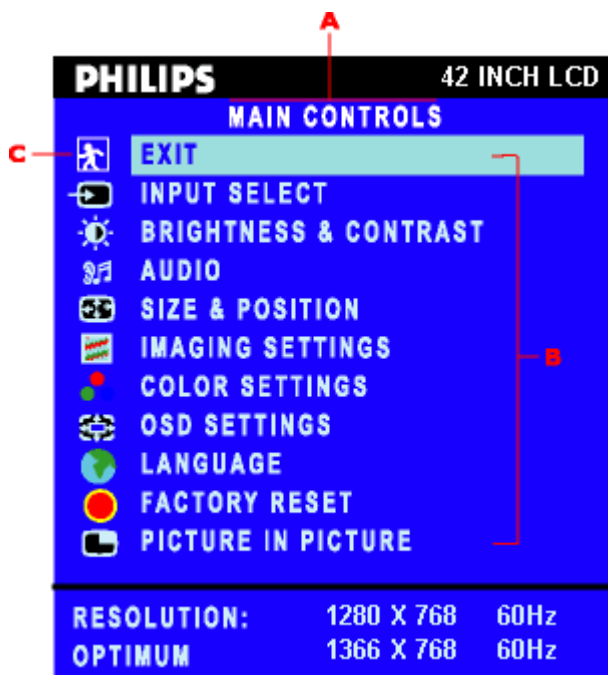 A
PHILIPS 42 INCH LCD
MAIN CONTROLS
C
EXIT
INPUT SELECT
BRIGHTNESS & CONTRAST
AUDIO
SIZE & POSITION
IMAGING SETTINGS
B
COLOR SETTINGS
OSD SETTINGS
LANGUAGE
FACTORY RESET
PICTURE IN PICTURE
RESOLUTION: 1280 X 768 60Hz
OPTIMUM 1366 X 768 60Hz